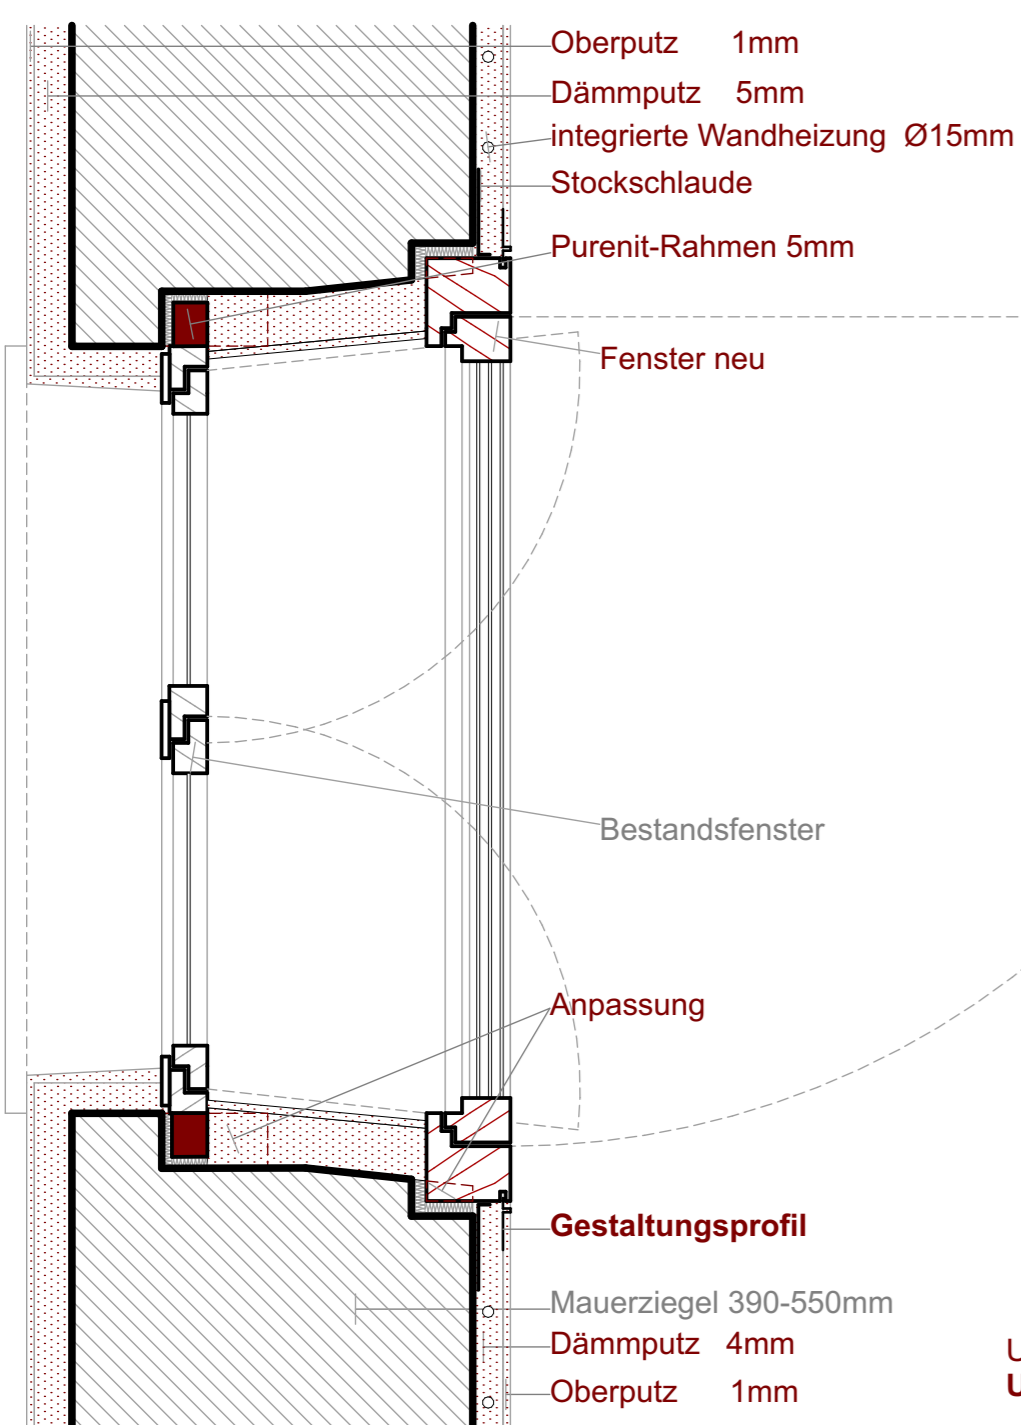 Oberputz 1mm
Dämmputz 5mm
integrierte Wandheizung Ø15mm
Stockschlaude
Purenit-Rahmen 5mm
Fenster neu
Bestandsfenster
Anpassung
Gestaltungsprofil
Mauerziegel 390-550mm
Dämmputz 4mm
Oberputz 1mm
U
U